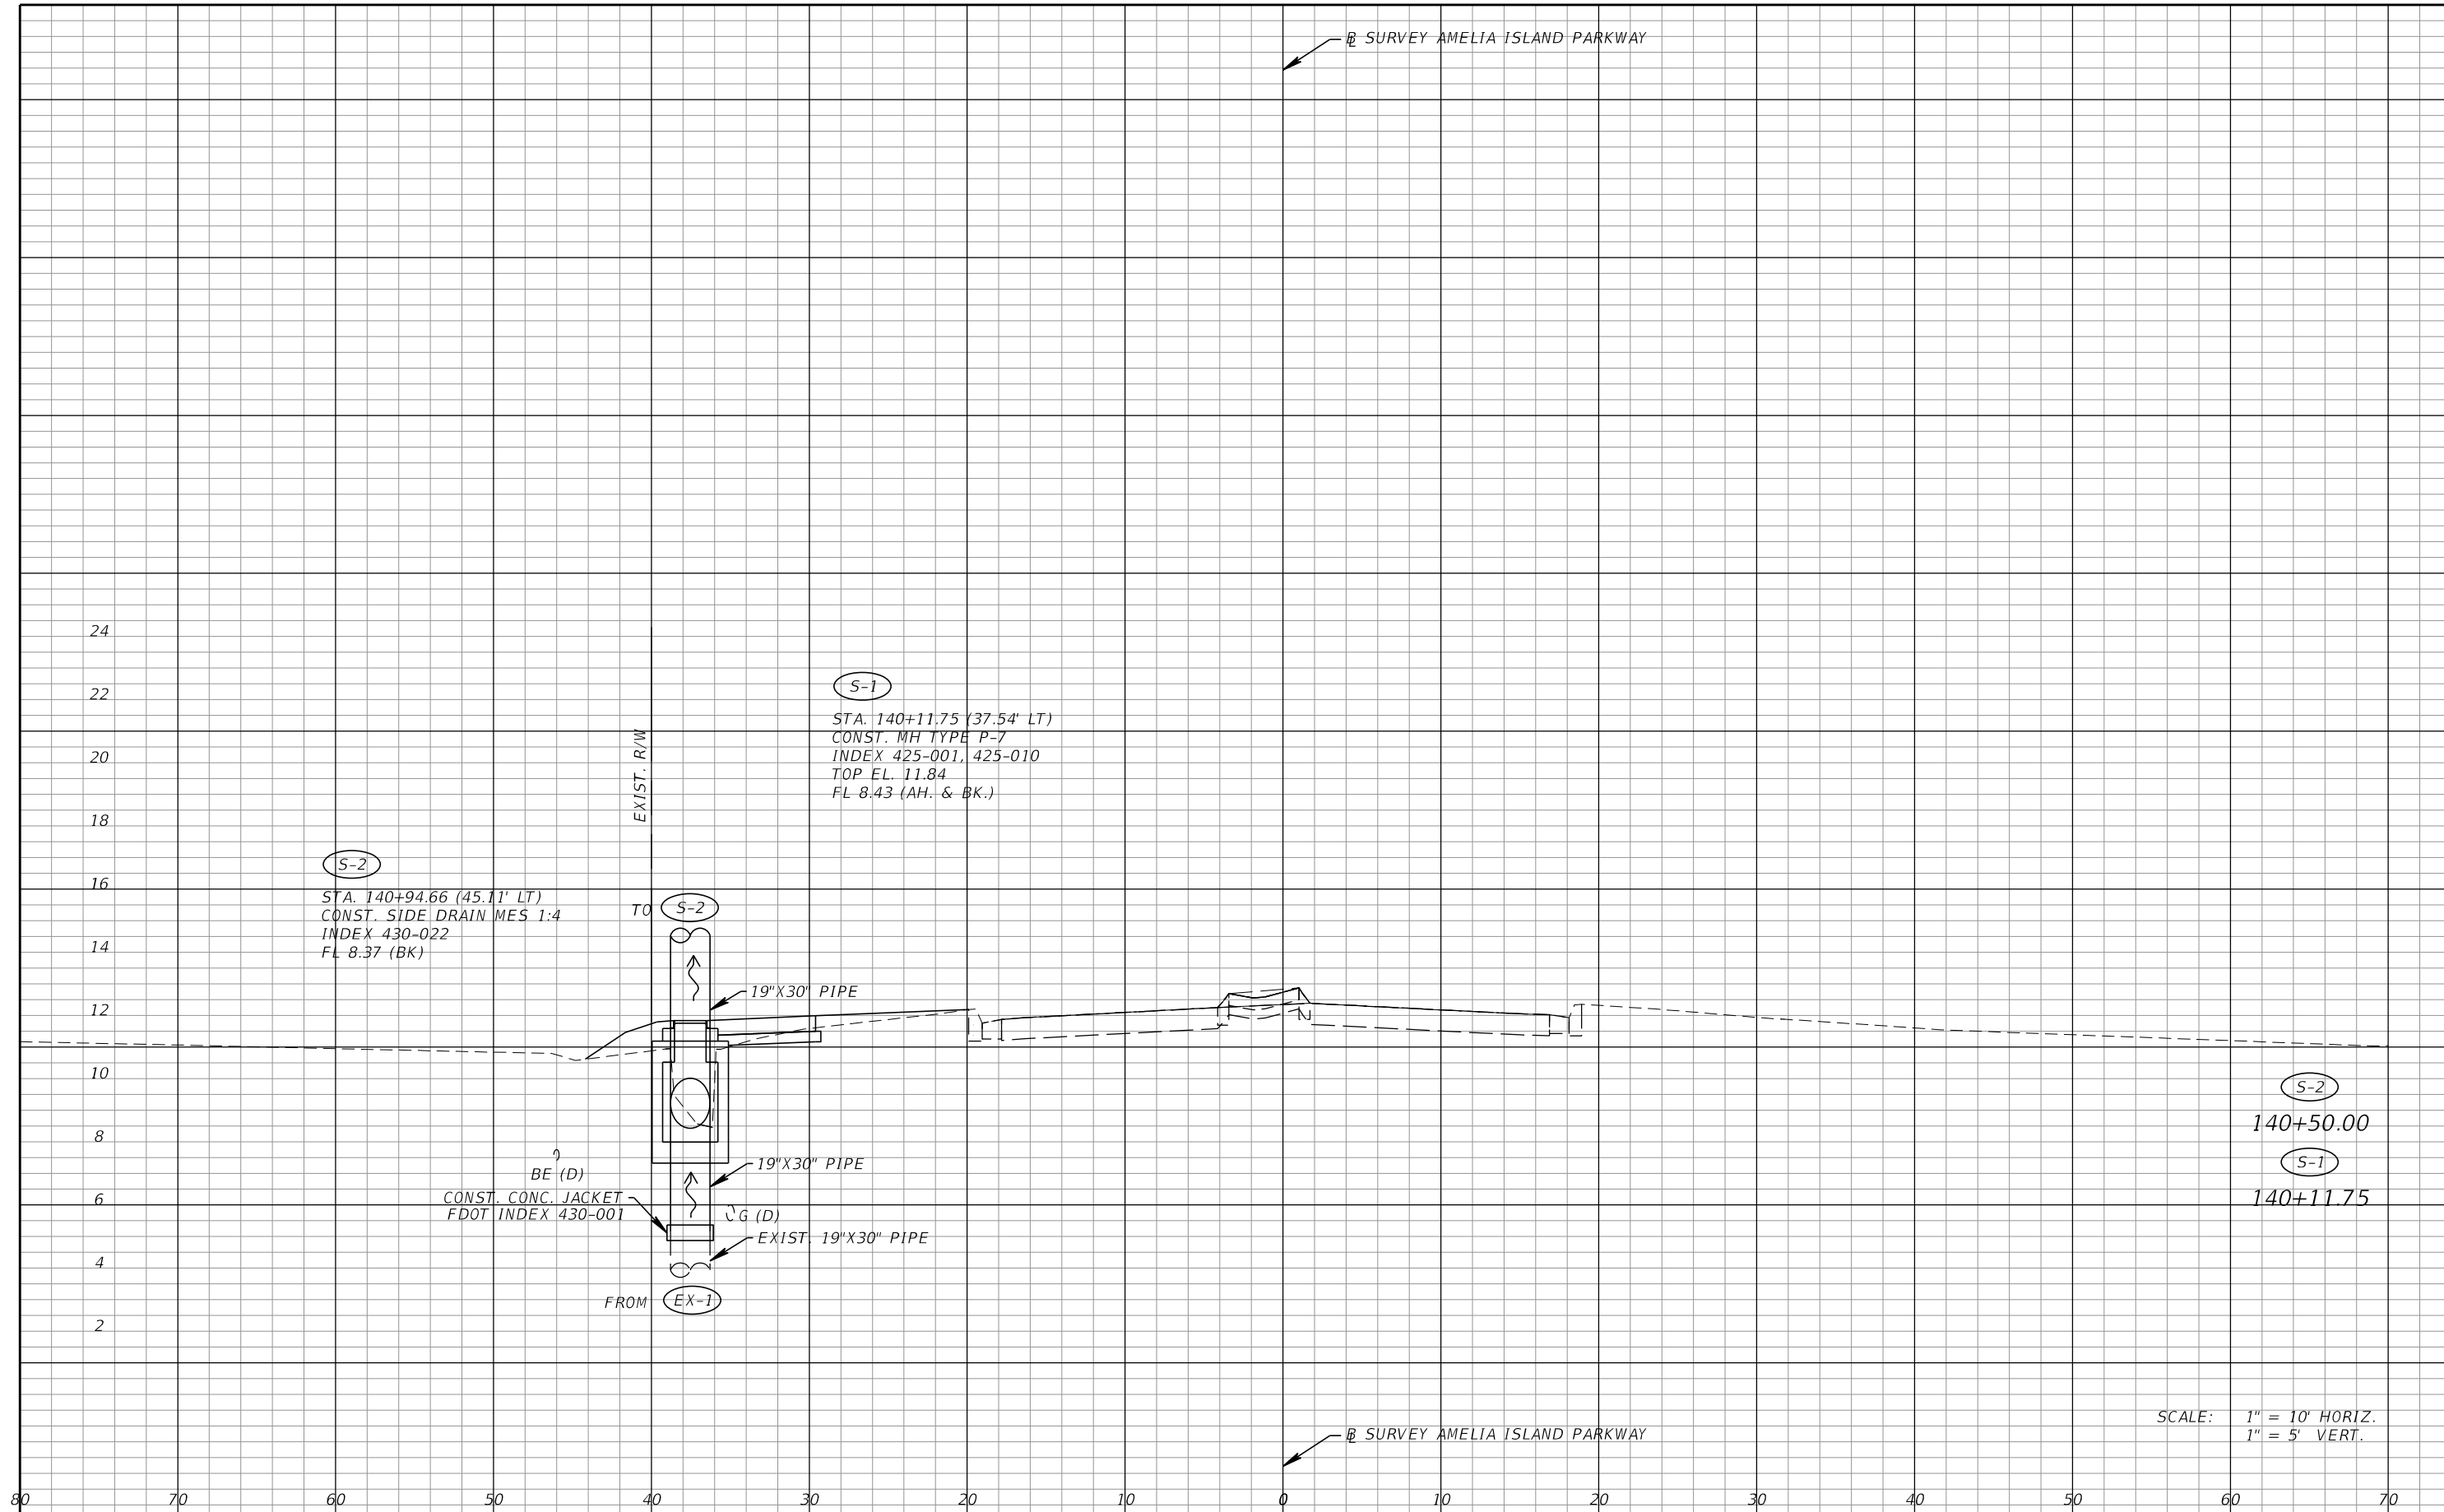 ℄ SURVEY AMELIA ISLAND PARKWAY
24
22
20
18
16
14
12
10
8
6
4
2
S-1
STA. 140+11.75 (37.54' LT)
CONST. MH TYPE P-7
INDEX 425-001, 425-010
TOP EL. 11.84
FL 8.43 (AH. & BK.)
EXIST. R/W
S-2
STA. 140+94.66 (45.11' LT)
CONST. SIDE DRAIN MES 1:4
INDEX 430-022
FL 8.37 (BK)
TO S-2
19"X30" PIPE
19"X30" PIPE
BE (D)
CONST. CONC. JACKET
FDOT INDEX 430-001
G (D)
EXIST. 19"X30" PIPE
FROM EX-1
S-2
140+50.00
S-1
140+11.75
SCALE: 1" = 10' HORIZ.
1" = 5' VERT.
℄ SURVEY AMELIA ISLAND PARKWAY
80 70 60 50 40 30 20 10 0 10 20 30 40 50 60 70